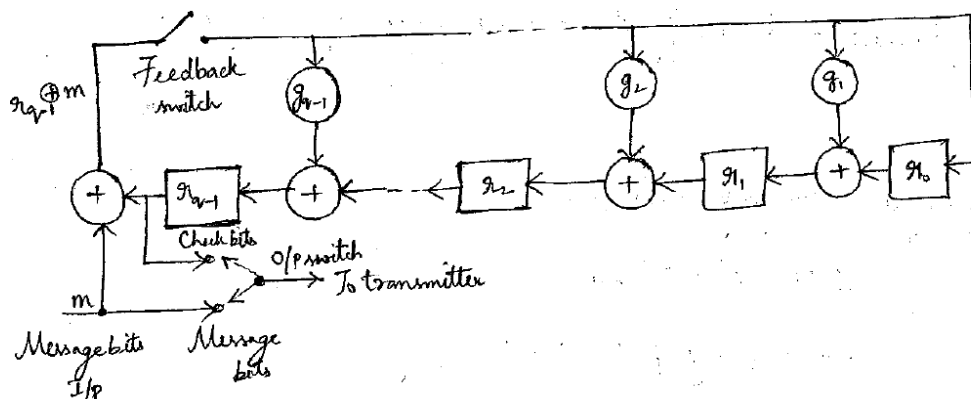 Feedback
switch
r_{q-1} ⊕ m
g_{q-1}
g_2
g_1
+
r_{q-1}
+
r_2
+
r_1
+
r_0
Check bits
O/P switch
To transmitter
m
Message bits
I/P
Message
bits